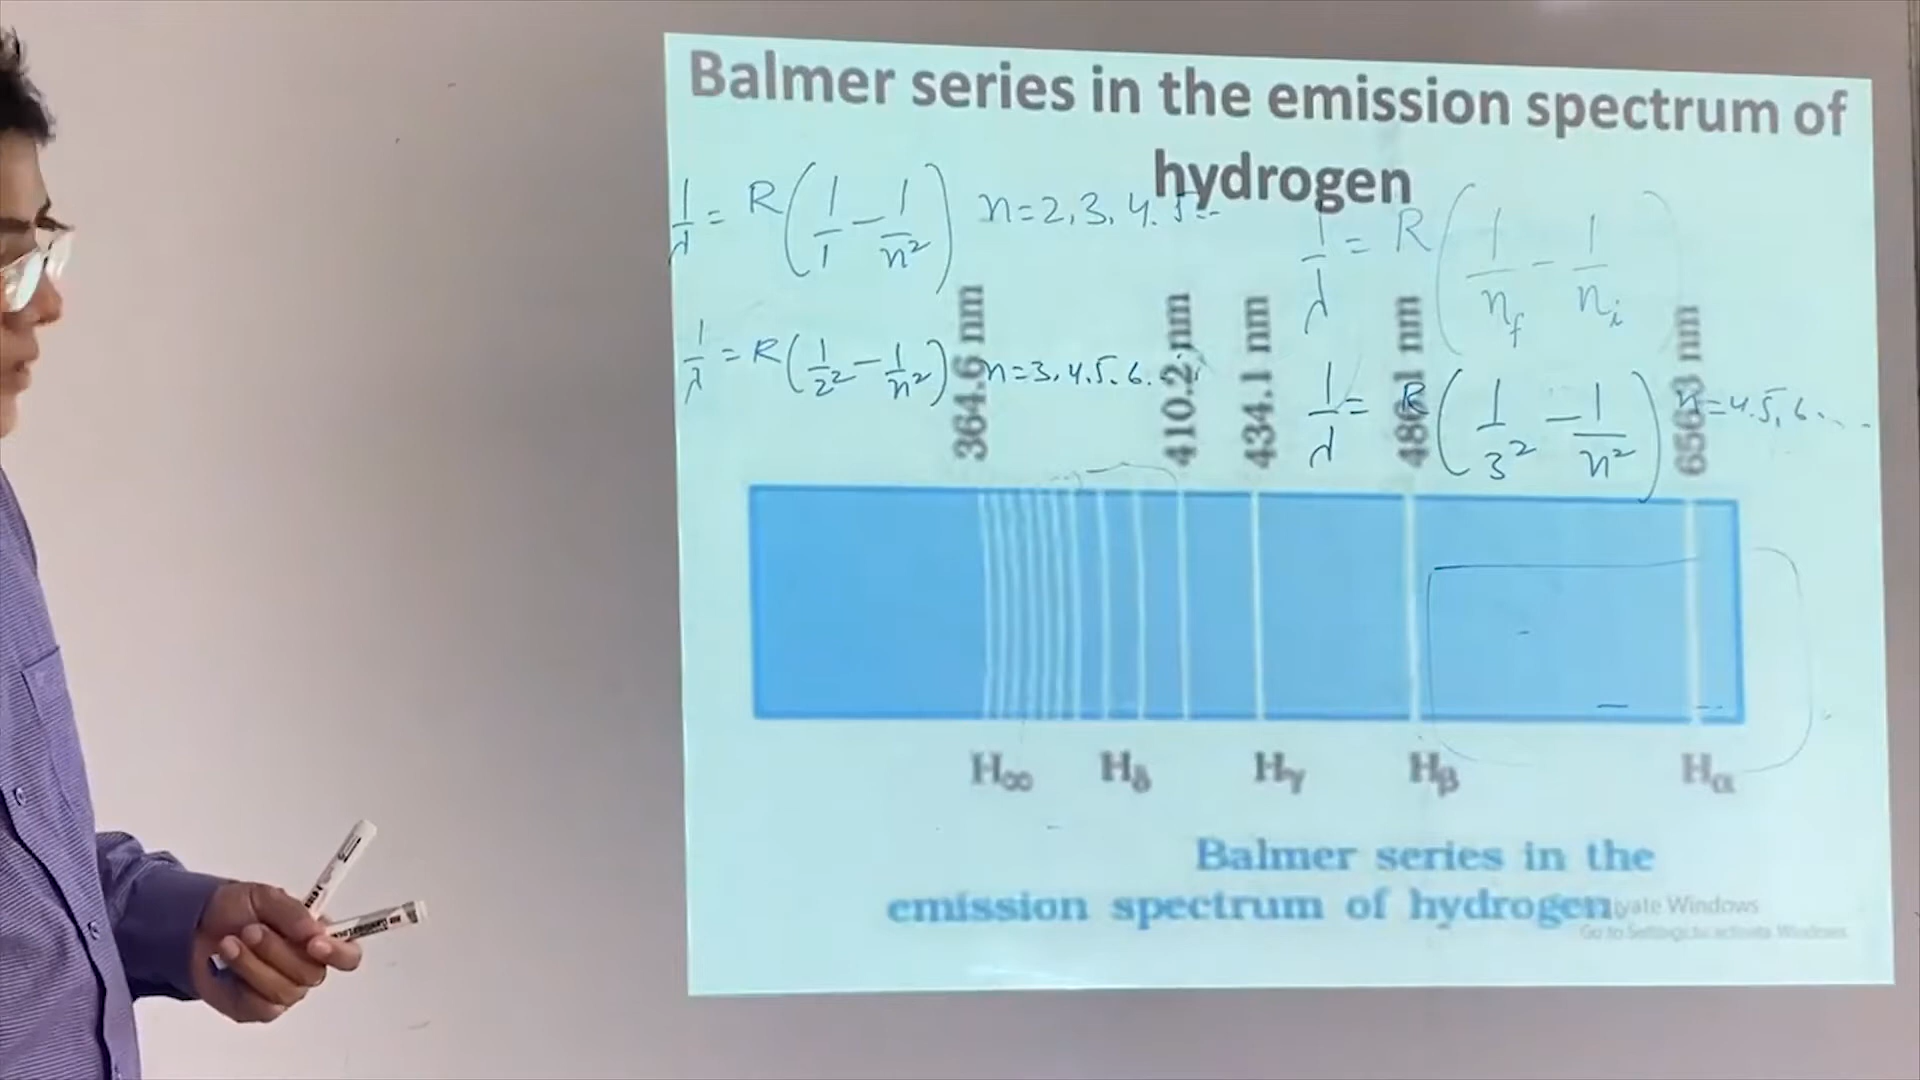 Balmer series in the emission spectrum of
hydrogen
1/λ = R(1/1 - 1/n²) n=2,3,4.5..
1/λ = R(1/n_f - 1/n_i)
1/λ = R(1/2² - 1/n²) n=3,4.5.6.
1/λ = R(1/3² - 1/n²) n=4.5,6....
364.6 nm
410.2 nm
434.1 nm
486.1 nm
656.3 nm
H∞ Hδ Hγ Hβ Hα
Balmer series in the
emission spectrum of hydrogen
Windows
Go to Settings to activate Windows.